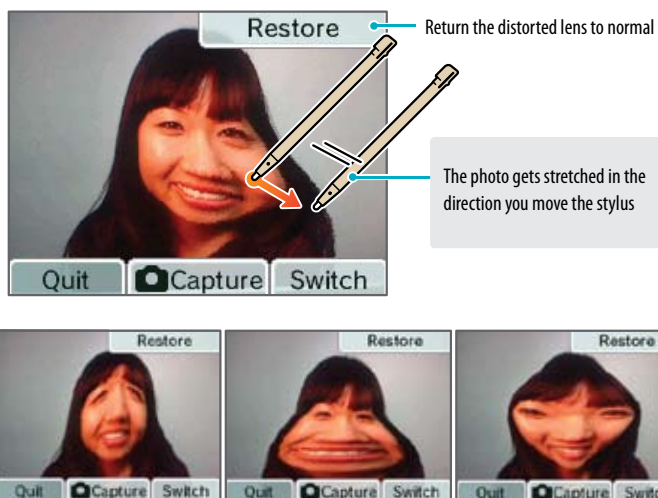 Restore
Return the distorted lens to normal
The photo gets stretched in the
direction you move the stylus
Quit
Capture
Switch
Restore
Restore
Restore
Quit
Capture
Switch
Quit
Capture
Switch
Quit
Capture